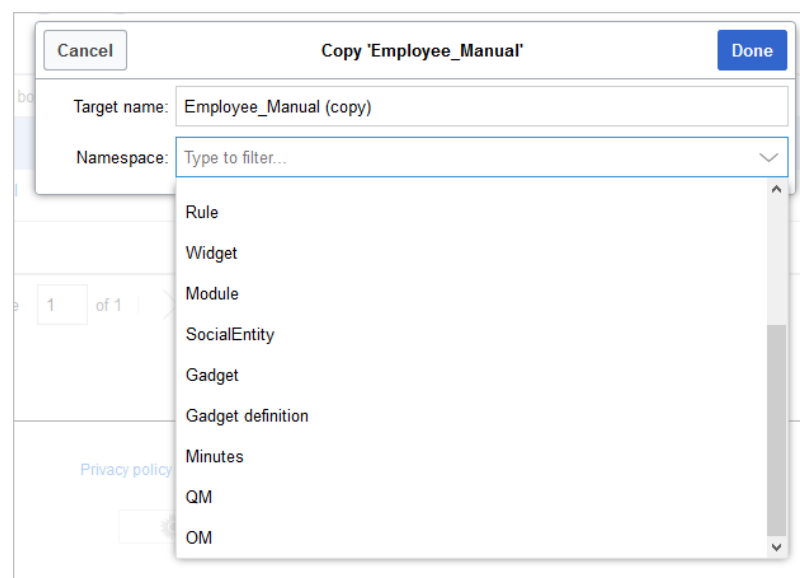 Cancel
Copy 'Employee_Manual'
Done
bo
Target name: Employee_Manual (copy)
Namespace: Type to filter...
l
Rule
Widget
1 of 1
Module
SocialEntity
Gadget
Gadget definition
Minutes
Privacy policy
QM
OM